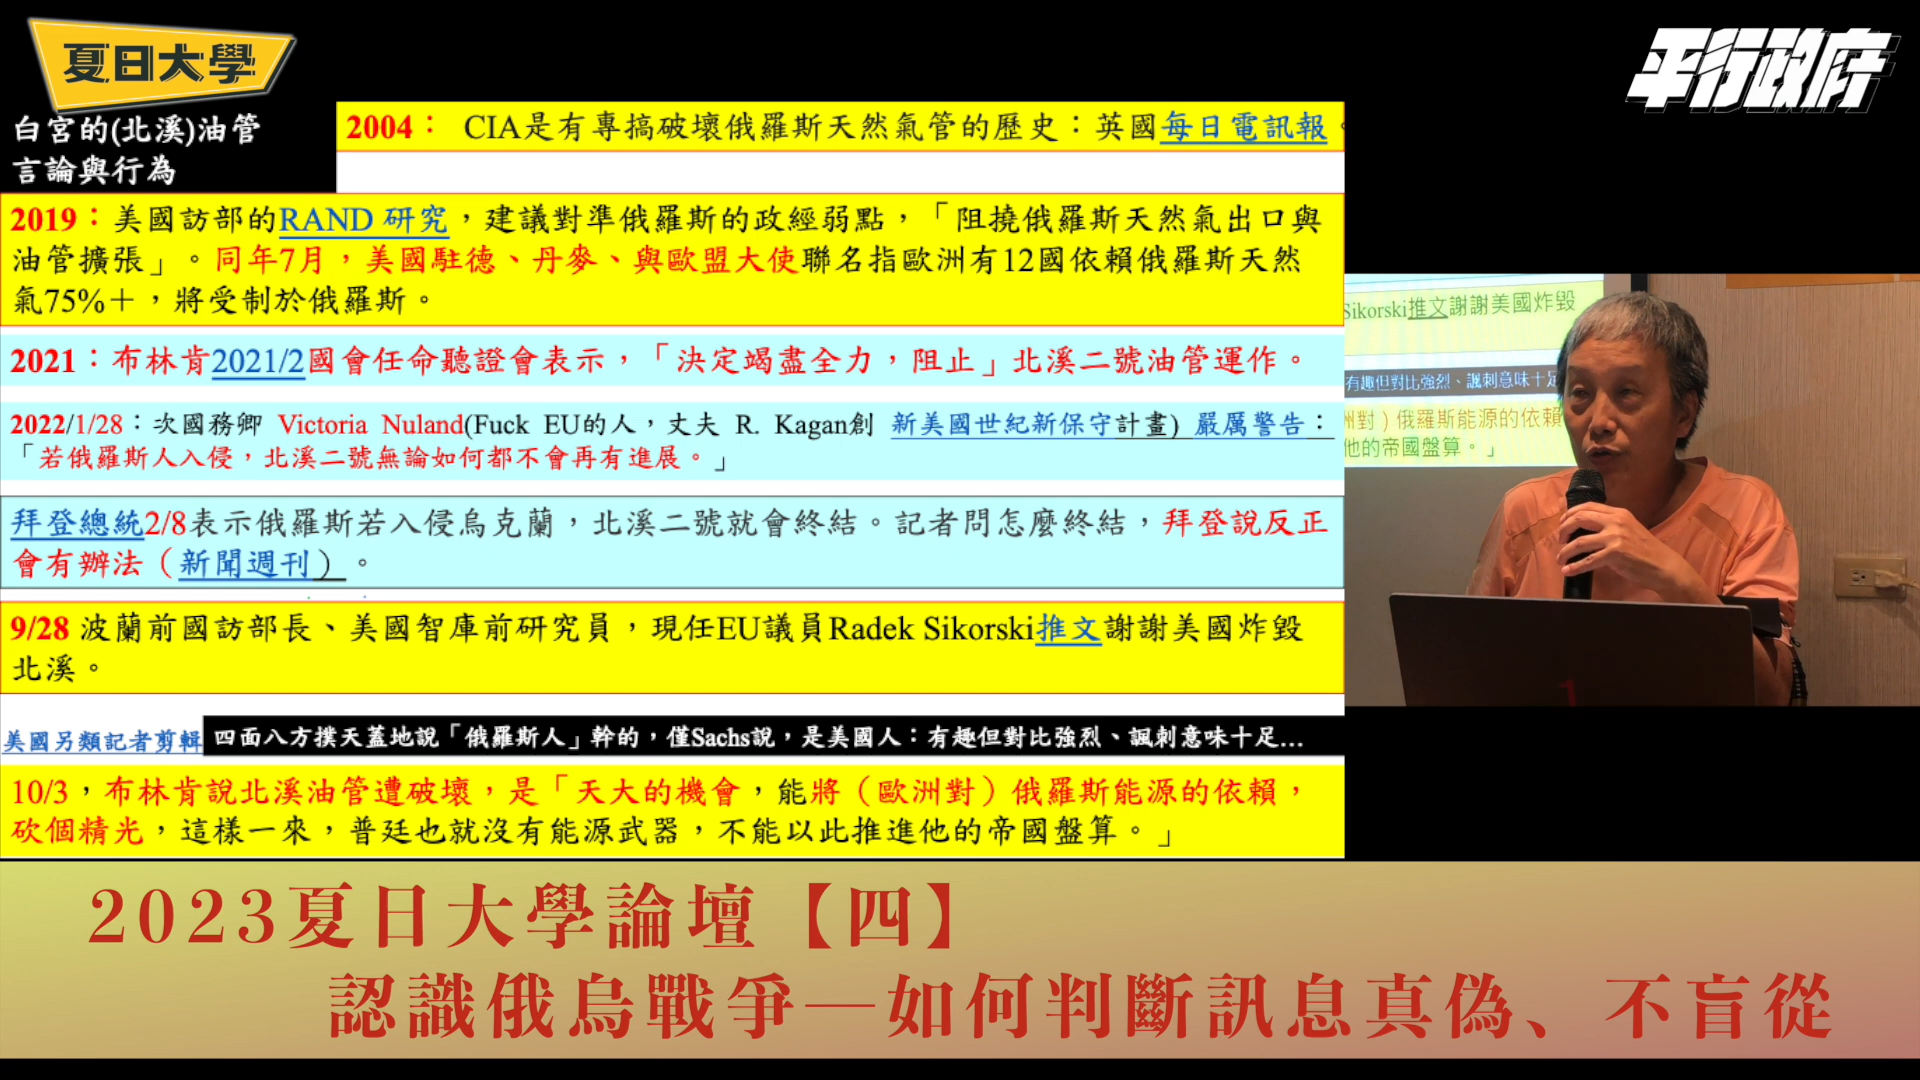 夏日大學
平行政府
白宮的(北溪)油管
言論與行為
2004： CIA是有專搞破壞俄羅斯天然氣管的歷史：英國每日電訊報。
2019：美國訪部的RAND 研究，建議對準俄羅斯的政經弱點，「阻撓俄羅斯天然氣出口與
油管擴張」。同年7月，美國駐德、丹麥、與歐盟大使聯名指歐洲有12國依賴俄羅斯天然
氣75%＋，將受制於俄羅斯。
2021：布林肯2021/2國會任命聽證會表示，「決定竭盡全力，阻止」北溪二號油管運作。
2022/1/28：次國務卿 Victoria Nuland(Fuck EU的人，丈夫 R. Kagan創 新美國世紀新保守計畫) 嚴厲警告：
「若俄羅斯人入侵，北溪二號無論如何都不會再有進展。」
拜登總統2/8表示俄羅斯若入侵烏克蘭，北溪二號就會終結。記者問怎麼終結，拜登說反正
會有辦法（新聞週刊）。
9/28 波蘭前國訪部長、美國智庫前研究員，現任EU議員Radek Sikorski推文謝謝美國炸毀
北溪。
美國另類記者剪輯 四面八方撲天蓋地說「俄羅斯人」幹的，僅Sachs說，是美國人：有趣但對比強烈、諷刺意味十足...
10/3，布林肯說北溪油管遭破壞，是「天大的機會，能將（歐洲對）俄羅斯能源的依賴，
砍個精光，這樣一來，普廷也就沒有能源武器，不能以此推進他的帝國盤算。」
Sikorski推文謝謝美國炸毀
有趣但對比強烈、諷刺意味十足
洲對）俄羅斯能源的依賴
他的帝國盤算。」
2023夏日大學論壇【四】
認識俄烏戰爭—如何判斷訊息真偽、不盲從